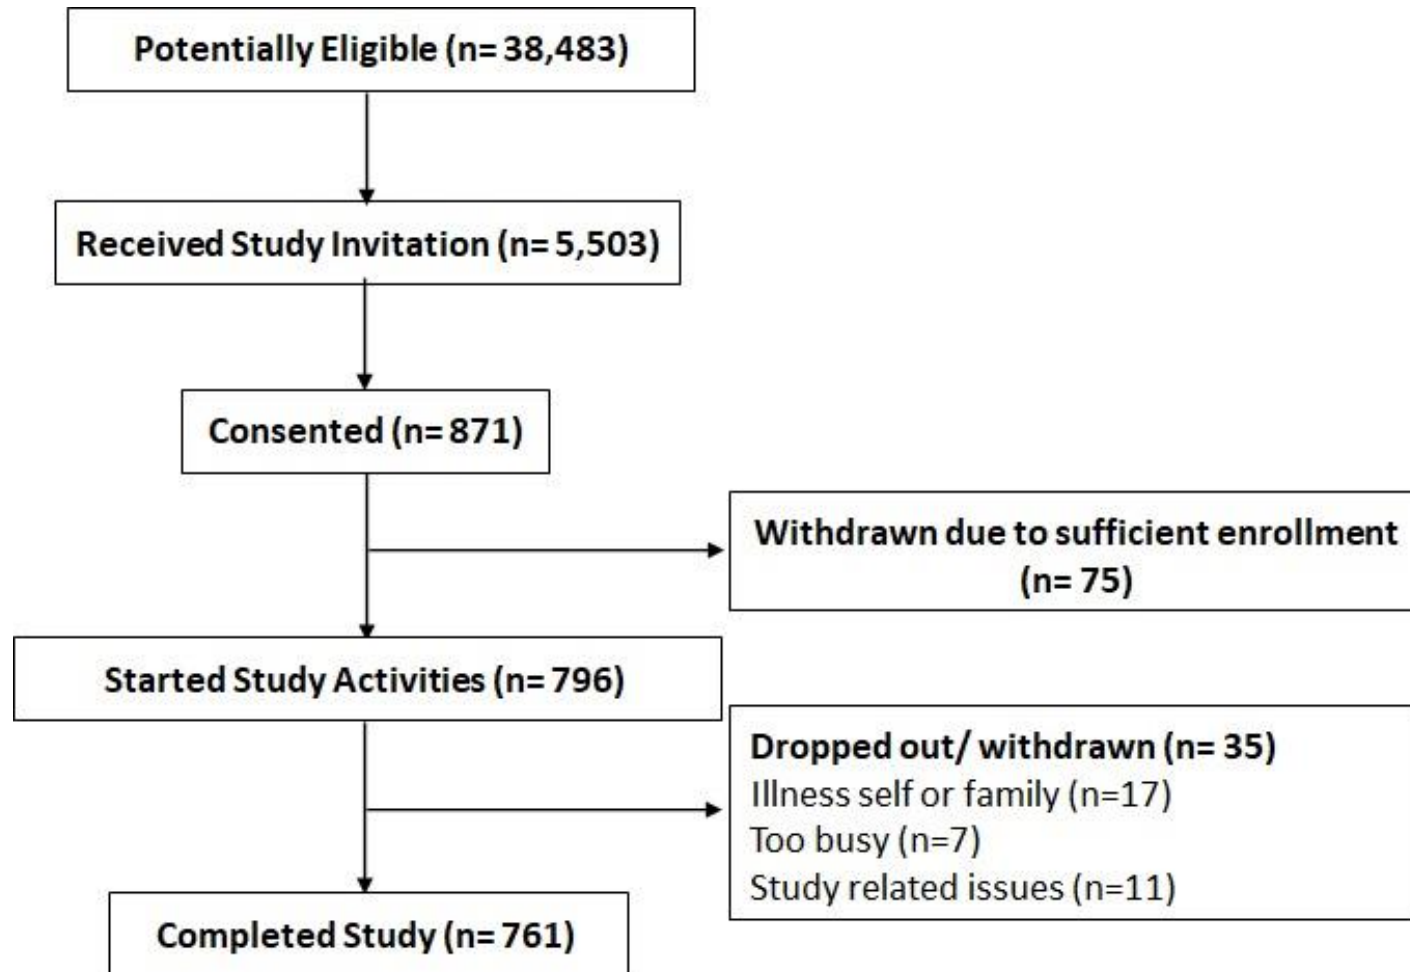 Potentially Eligible (n= 38,483)
Received Study Invitation (n= 5,503)
Consented (n= 871)
Withdrawn due to sufficient enrollment
(n= 75)
Started Study Activities (n= 796)
Dropped out/ withdrawn (n= 35)
Illness self or family (n=17)
Too busy (n=7)
Study related issues (n=11)
Completed Study (n= 761)